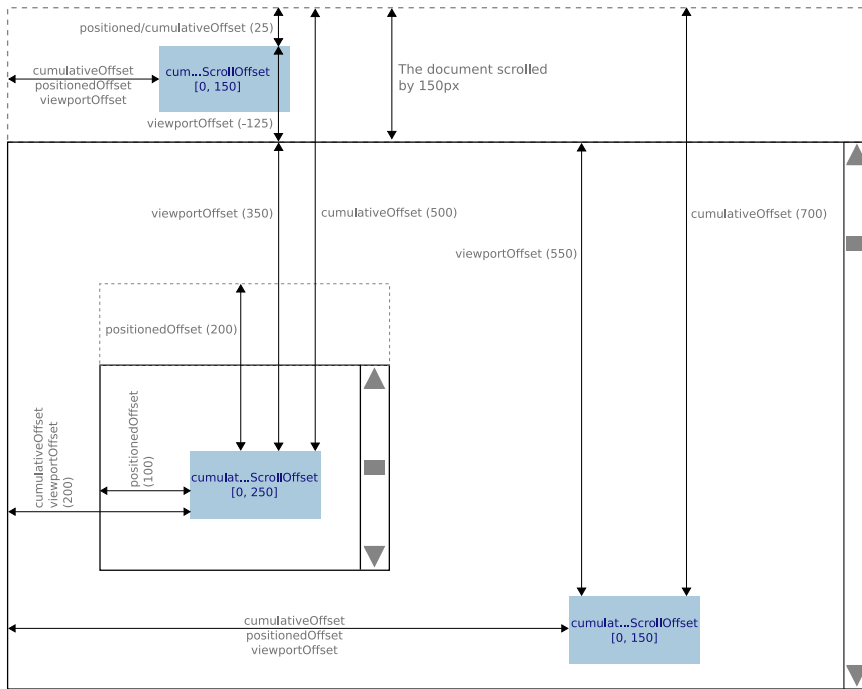 positioned/cumulativeOffset (25)
cumulativeOffset
positionedOffset
viewportOffset
cum...ScrollOffset
[0, 150]
The document scrolled
by 150px
viewportOffset (-125)
viewportOffset (350)
cumulativeOffset (500)
cumulativeOffset (700)
viewportOffset (550)
positionedOffset (200)
cumulativeOffset
viewportOffset
(200)
positionedOffset
(100)
cumulat...ScrollOffset
[0, 250]
cumulativeOffset
positionedOffset
viewportOffset
cumulat...ScrollOffset
[0, 150]